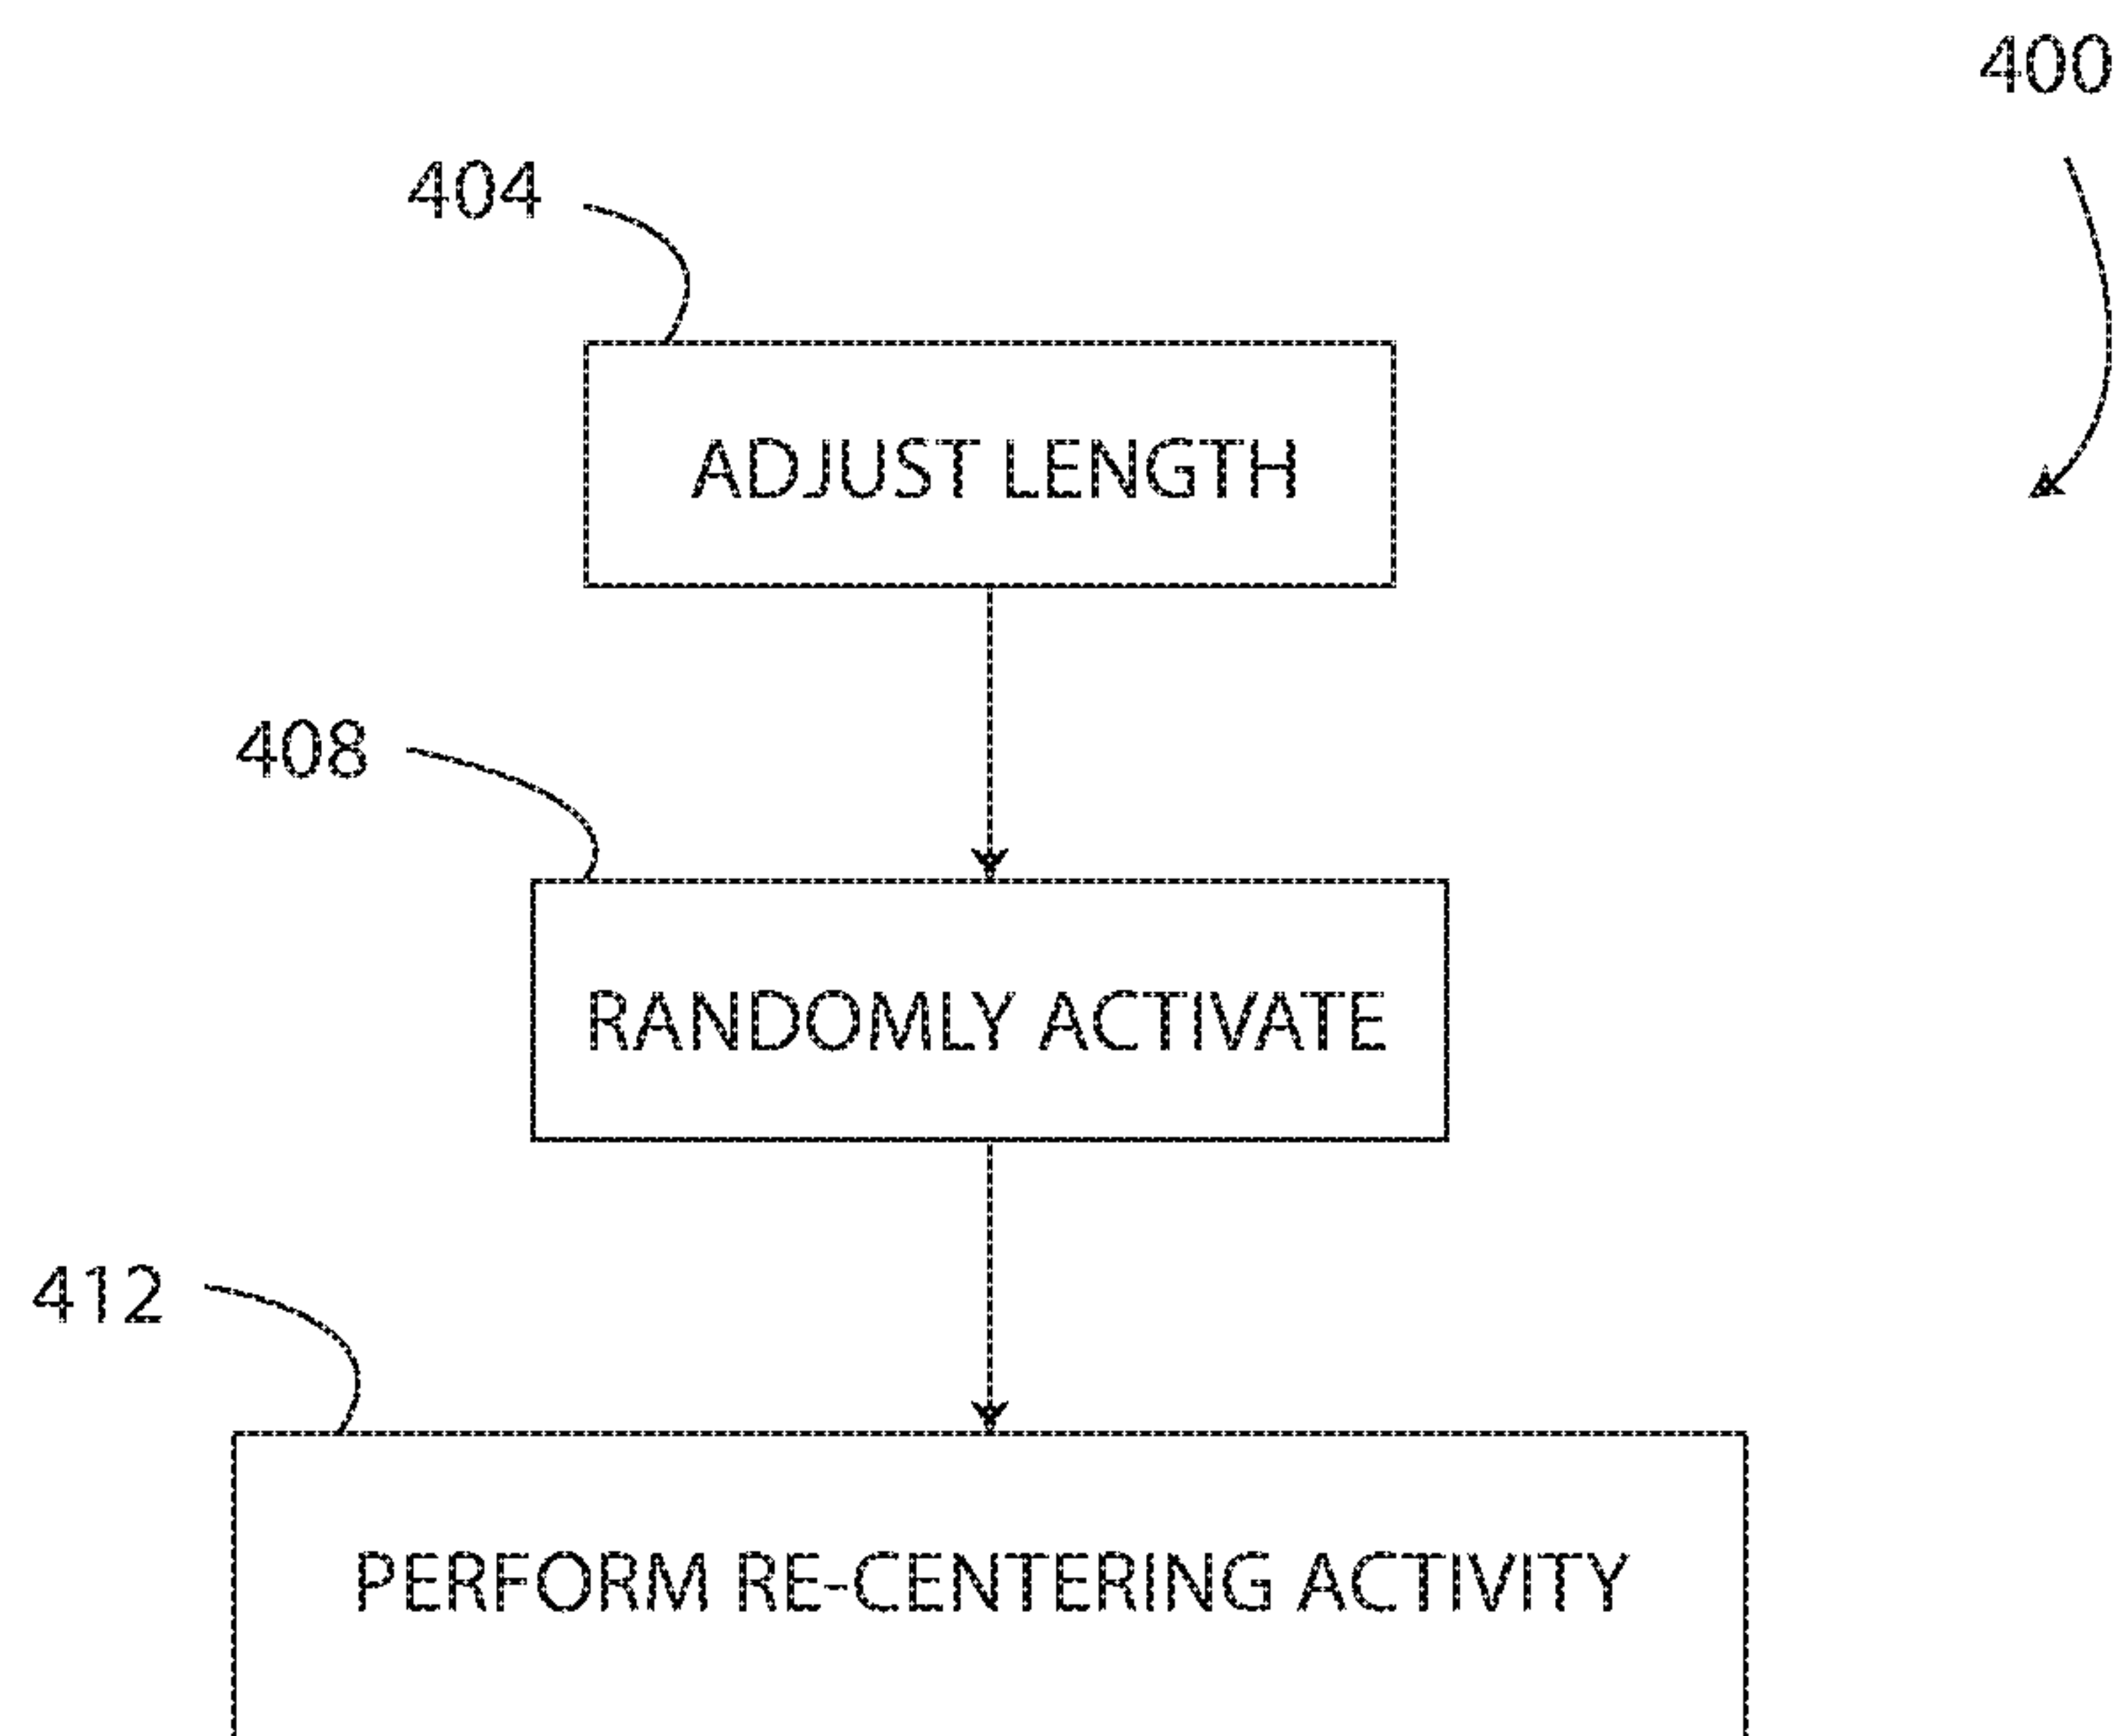 400
404
ADJUST LENGTH
408
RANDOMLY ACTIVATE
412
PERFORM RE-CENTERING ACTIVITY